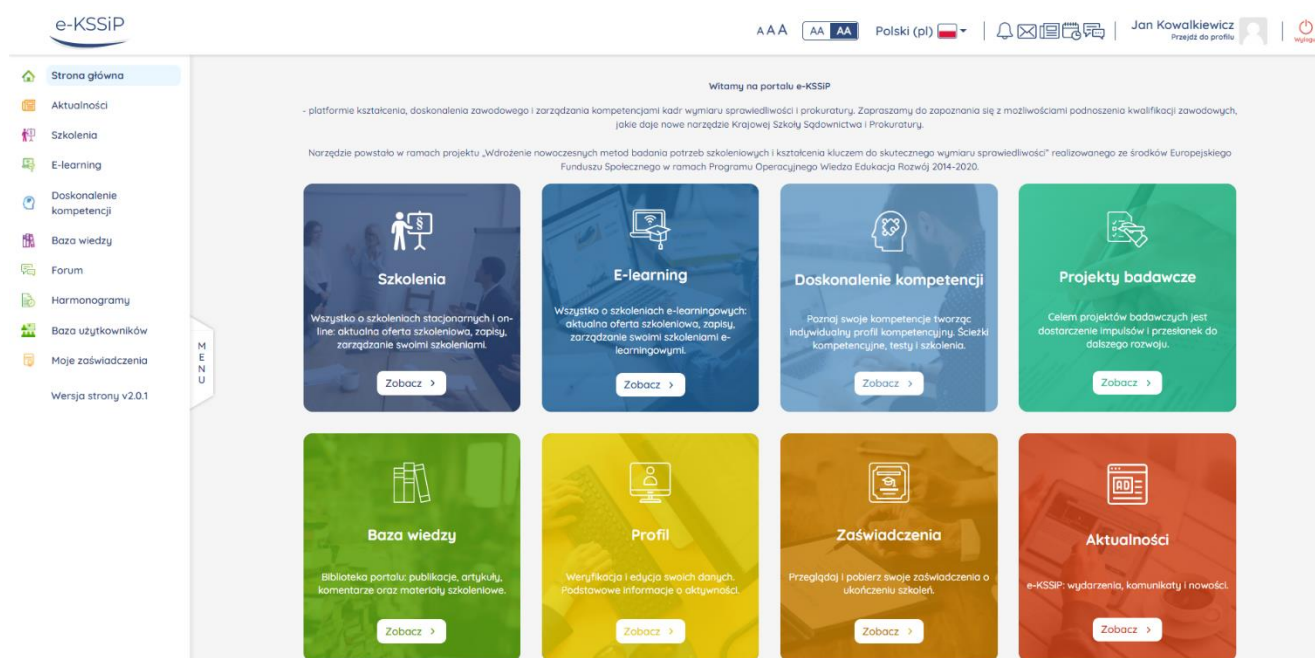 e-KSSiP
A A A
AA AA
Polski (pl)
Jan Kowalkiewicz
Przejdź do profilu
Strona główna
Aktualności
Szkolenia
E-learning
Doskonalenie
kompetencji
Baza wiedzy
Forum
Harmonogramy
Baza użytkowników
Moje zaświadczenia
Wersja strony v2.0.1
MENU
Witamy na portalu e-KSSiP
- platformie kształcenia, doskonalenia zawodowego i zarządzania kompetencjami kadr wymiaru sprawiedliwości i prokuratury. Zapraszamy do zapoznania się z możliwościami podnoszenia kwalifikacji zawodowych,
jakie daje nowe narzędzie Krajowej Szkoły Sądownictwa i Prokuratury.
Narzędzie powstało w ramach projektu „Wdrożenie nowoczesnych metod badania potrzeb szkoleniowych i kształcenia kluczem do skutecznego wymiaru sprawiedliwości” realizowanego ze środków Europejskiego
Funduszu Społecznego w ramach Programu Operacyjnego Wiedza Edukacja Rozwój 2014-2020.
§
Szkolenia
Wszystko o szkoleniach stacjonarnych i on-
line: aktualna oferta szkoleniowa, zapisy,
zarządzanie swoimi szkoleniami.
Zobacz >
E-learning
Wszystko o szkoleniach e-learningowych:
aktualna oferta szkoleniowa, zapisy,
zarządzanie swoimi szkoleniami e-
learningowymi.
Zobacz >
Doskonalenie kompetencji
Poznaj swoje kompetencje tworząc
indywidualny profil kompetencyjny. Ścieżki
kompetencyjne, testy i szkolenia.
Zobacz >
Projekty badawcze
Celem projektów badawczych jest
dostarczenie impulsów i przesłanek do
dalszego rozwoju.
Zobacz >
Baza wiedzy
Biblioteka portalu: publikacje, artykuły,
komentarze oraz materiały szkoleniowe.
Zobacz >
Profil
Weryfikacja i edycja swoich danych.
Podstawowe informacje o aktywności.
Zobacz >
Zaświadczenia
Przeglądaj i pobierz swoje zaświadczenia o
ukończeniu szkoleń.
Zobacz >
AD
Aktualności
e-KSSiP: wydarzenia, komunikaty i nowości.
Zobacz >